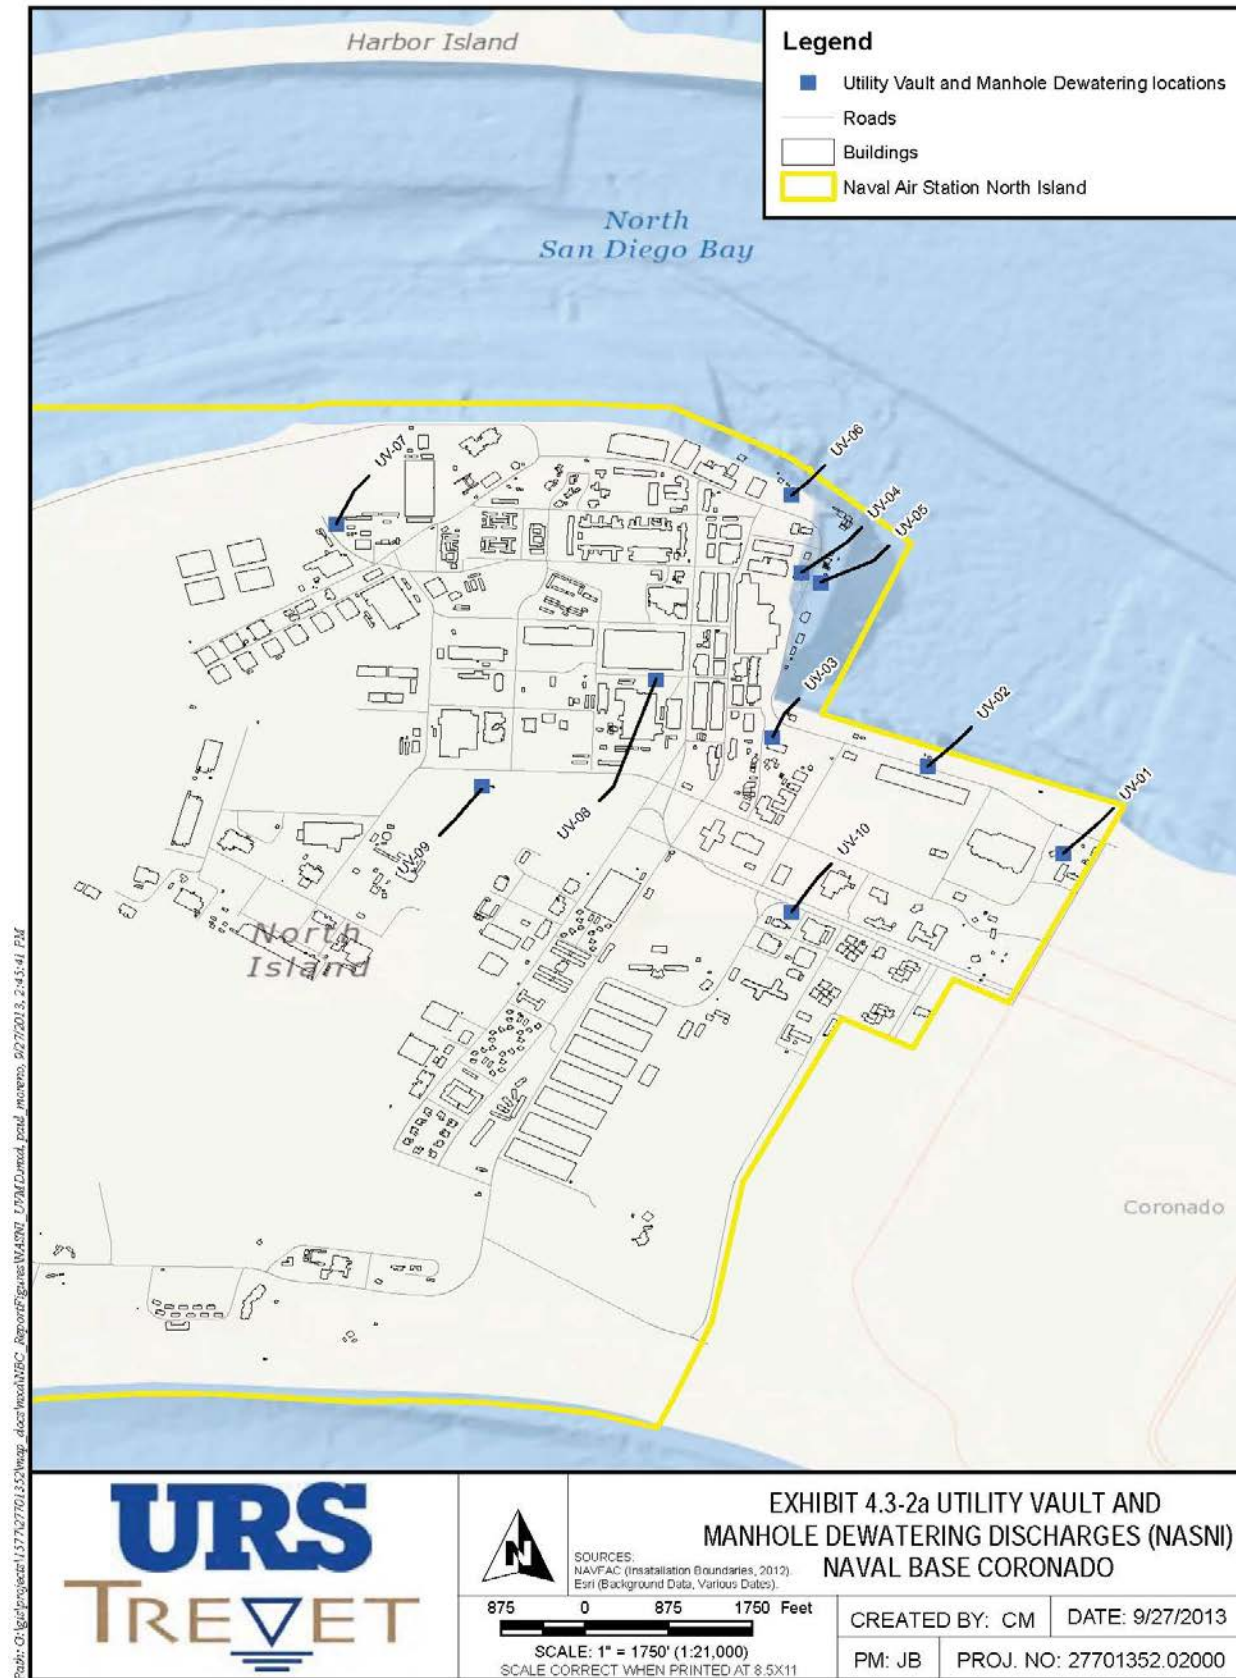 Harbor Island
Legend
Utility Vault and Manhole Dewatering locations
Roads
Buildings
Naval Air Station North Island
North
San Diego Bay
UV-07
UV-06
UV-04
UV-05
UV-03
UV-02
UV-01
UV-08
UV-09
UV-10
North
Island
Coronado
URS
TREVET
N
SOURCES:
NAVFAC (Insatallation Boundaries, 2012).
Esri (Background Data, Various Dates).
EXHIBIT 4.3-2a UTILITY VAULT AND
MANHOLE DEWATERING DISCHARGES (NASNI)
NAVAL BASE CORONADO
875 0 875 1750 Feet
SCALE: 1" = 1750' (1:21,000)
SCALE CORRECT WHEN PRINTED AT 8.5X11
CREATED BY: CM
DATE: 9/27/2013
PM: JB
PROJ. NO: 27701352.02000